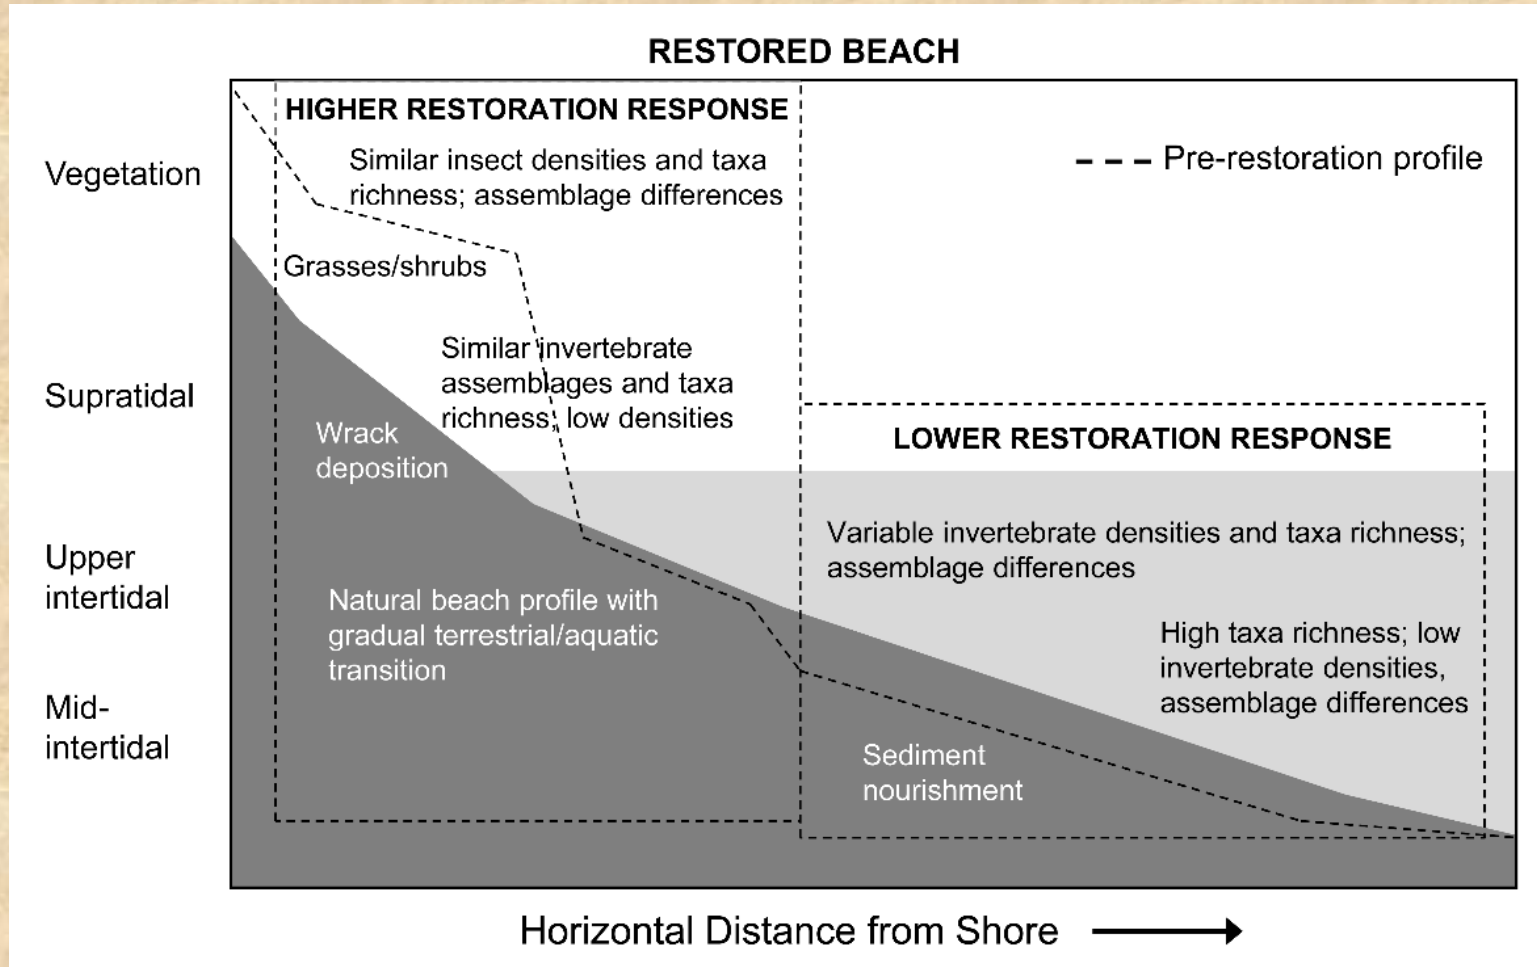 RESTORED BEACH
HIGHER RESTORATION RESPONSE
Similar insect densities and taxa
richness; assemblage differences
--- Pre-restoration profile
Vegetation
Grasses/shrubs
Similar invertebrate
assemblages and taxa
richness; low densities
Supratidal
Wrack
deposition
LOWER RESTORATION RESPONSE
Variable invertebrate densities and taxa richness;
assemblage differences
Upper
intertidal
Natural beach profile with
gradual terrestrial/aquatic
transition
High taxa richness; low
invertebrate densities,
assemblage differences
Mid-
intertidal
Sediment
nourishment
Horizontal Distance from Shore